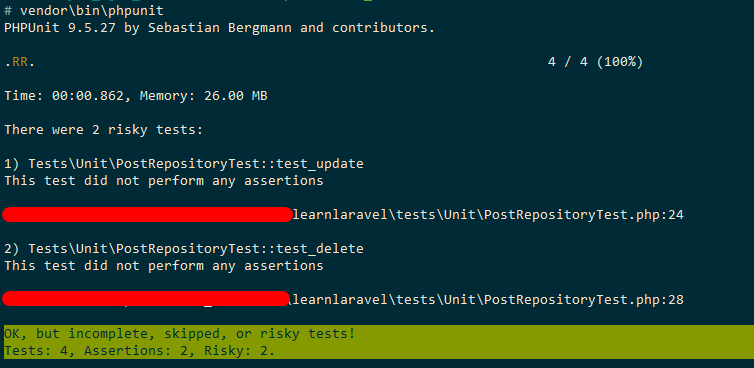 # vendor\bin\phpunit
PHPUnit 9.5.27 by Sebastian Bergmann and contributors.
.RR. 4 / 4 (100%)
Time: 00:00.862, Memory: 26.00 MB
There were 2 risky tests:
1) Tests\Unit\PostRepositoryTest::test_update
This test did not perform any assertions
learnlaravel\tests\Unit\PostRepositoryTest.php:24
2) Tests\Unit\PostRepositoryTest::test_delete
This test did not perform any assertions
\learnlaravel\tests\Unit\PostRepositoryTest.php:28
OK, but incomplete, skipped, or risky tests!
Tests: 4, Assertions: 2, Risky: 2.